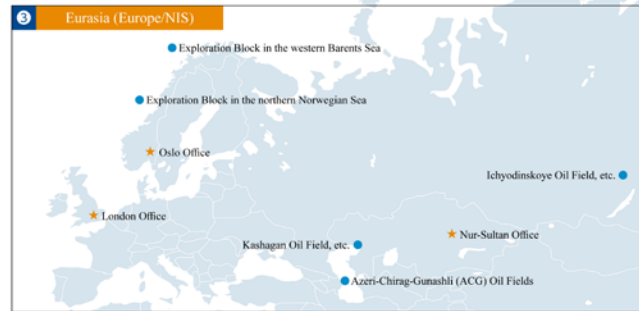 3 Eurasia (Europe/NIS)
Exploration Block in the western Barents Sea
Exploration Block in the northern Norwegian Sea
Oslo Office
Ichyodinskoye Oil Field, etc.
London Office
Nur-Sultan Office
Kashagan Oil Field, etc.
Azeri-Chirag-Gunashli (ACG) Oil Fields